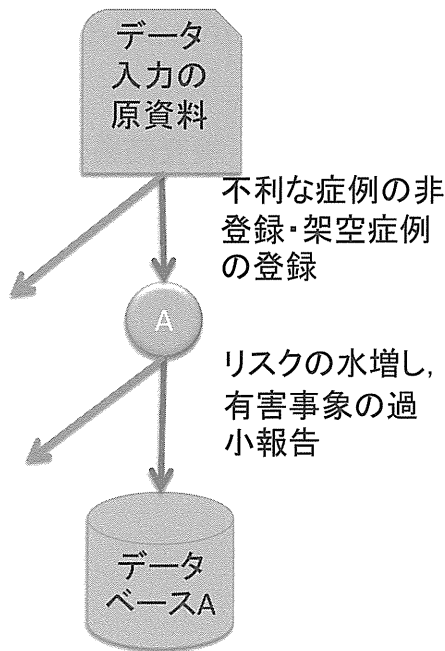 データ
入力の
原資料
不利な症例の非
登録・架空症例
の登録
A
リスクの水増し,
有害事象の過
小報告
データ
ベースA